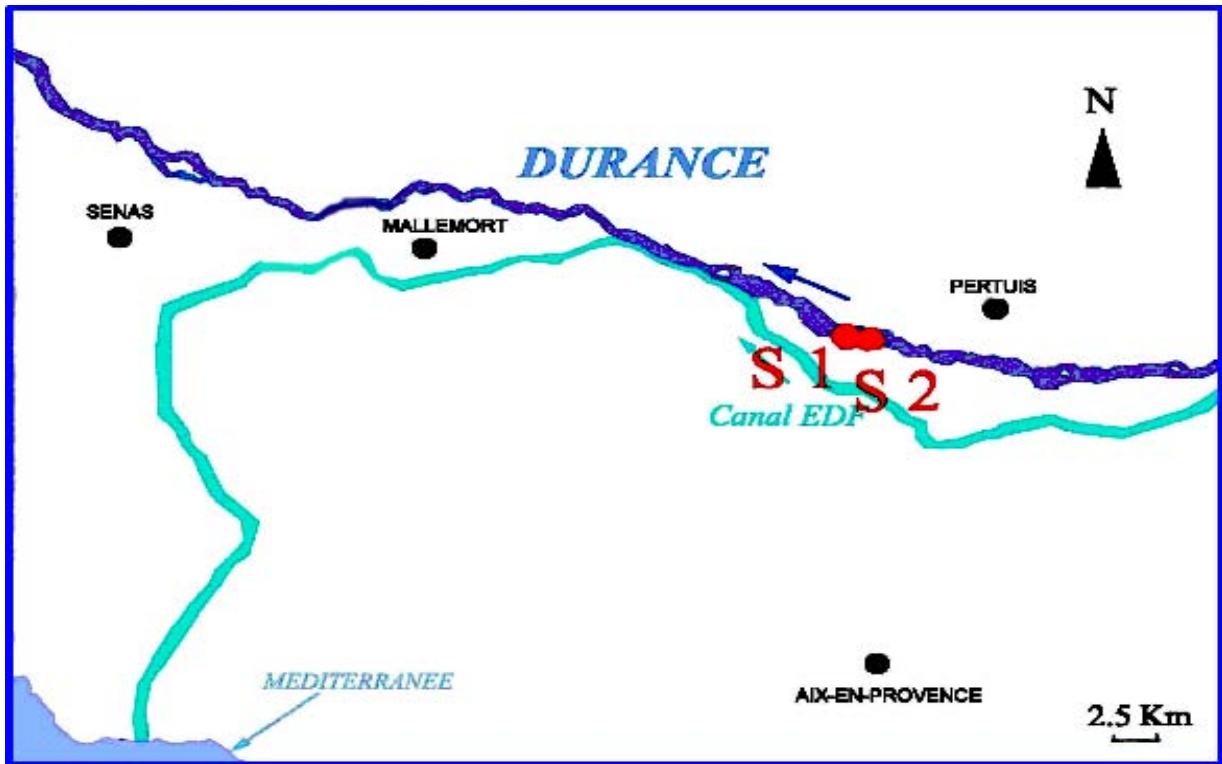 N
DURANCE
SENAS
MALLEMORT
PERTUIS
S 1
S 2
Canal EDF
MEDITERRANEE
AIX-EN-PROVENCE
2.5 Km